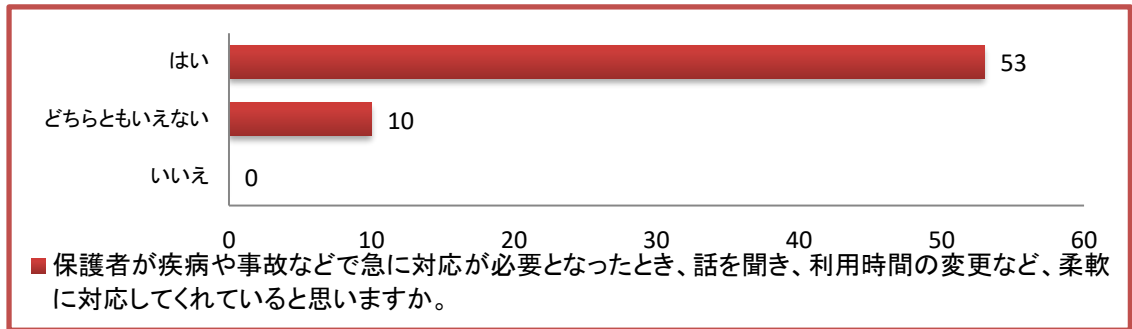 はい
53
どちらともいえない
10
いいえ
0
0 10 20 30 40 50 60
保護者が疾病や事故などで急に対応が必要となったとき、話を聞き、利用時間の変更など、柔軟
に対応してくれていると思いますか。